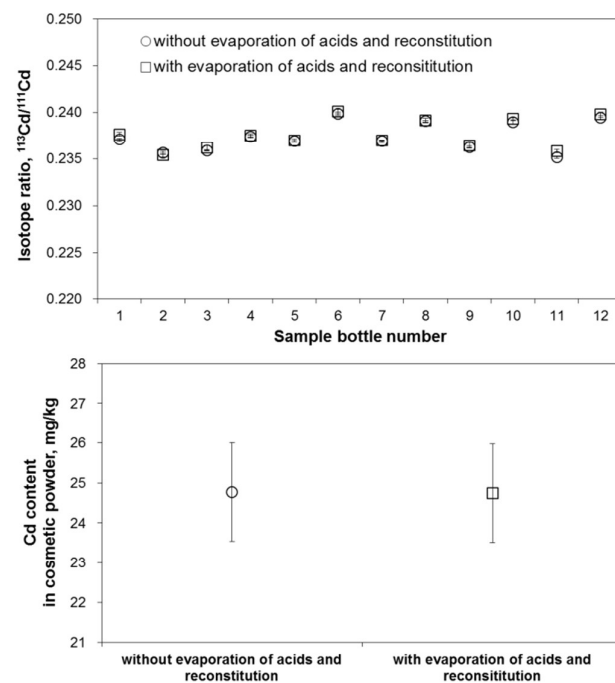 0.250
without evaporation of acids and reconstitution
0.245
with evaporation of acids and reconsititution
0.240
0.235
0.230
0.225
0.220
Isotope ratio, ¹¹³Cd/¹¹¹Cd
1 2 3 4 5 6 7 8 9 10 11 12
Sample bottle number
28
27
26
25
24
23
22
21
Cd content
in cosmetic powder, mg/kg
without evaporation of acids and
reconstitution
with evaporation of acids and
reconsititution